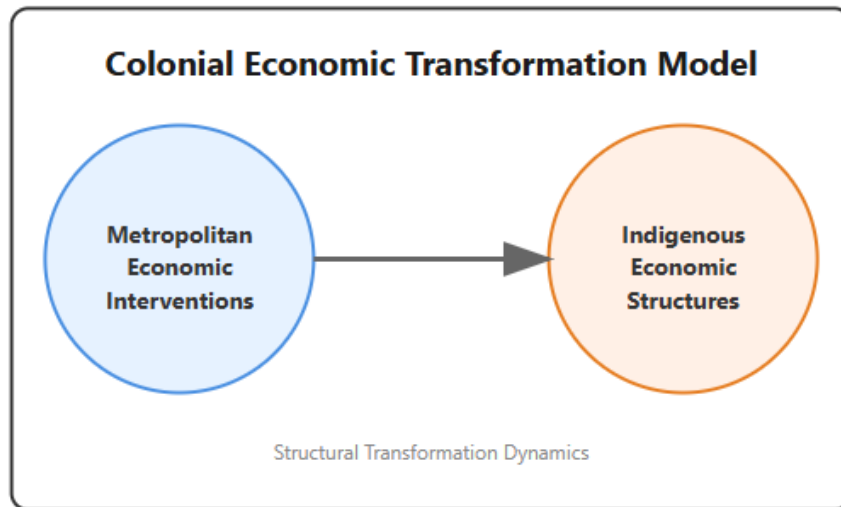 Colonial Economic Transformation Model
Metropolitan
Economic
Interventions
Indigenous
Economic
Structures
Structural Transformation Dynamics